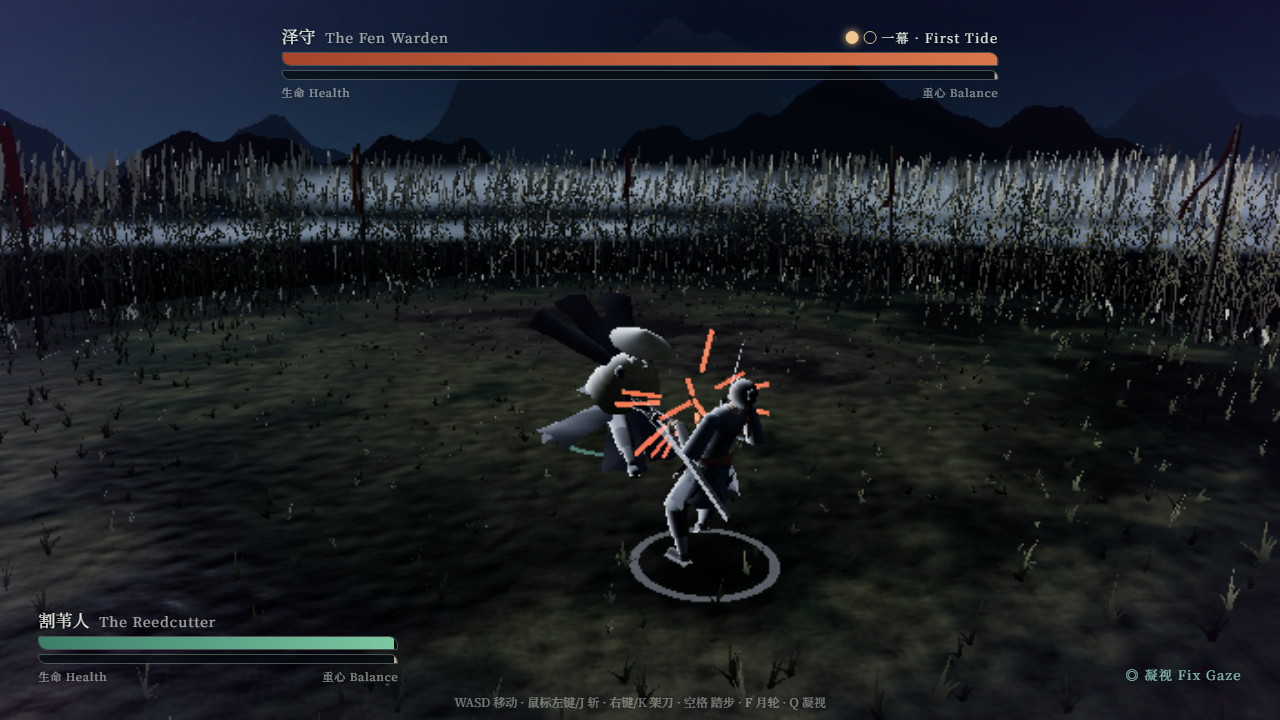 泽守 The Fen Warden
一幕 · First Tide
生命 Health
重心 Balance
割苇人 The Reedcutter
生命 Health
重心 Balance
◎ 凝视 Fix Gaze
WASD 移动 · 鼠标左键/J 斩 · 右键/K 架刀 · 空格 踏步 · F 月轮 · Q 凝视